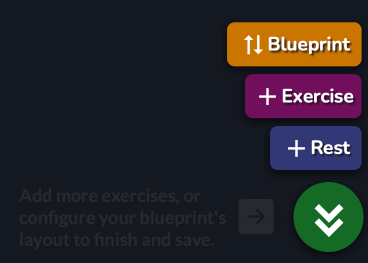 Blueprint
Exercise
Rest
Add more exercises, or
configure your blueprint's
layout to finish and save.